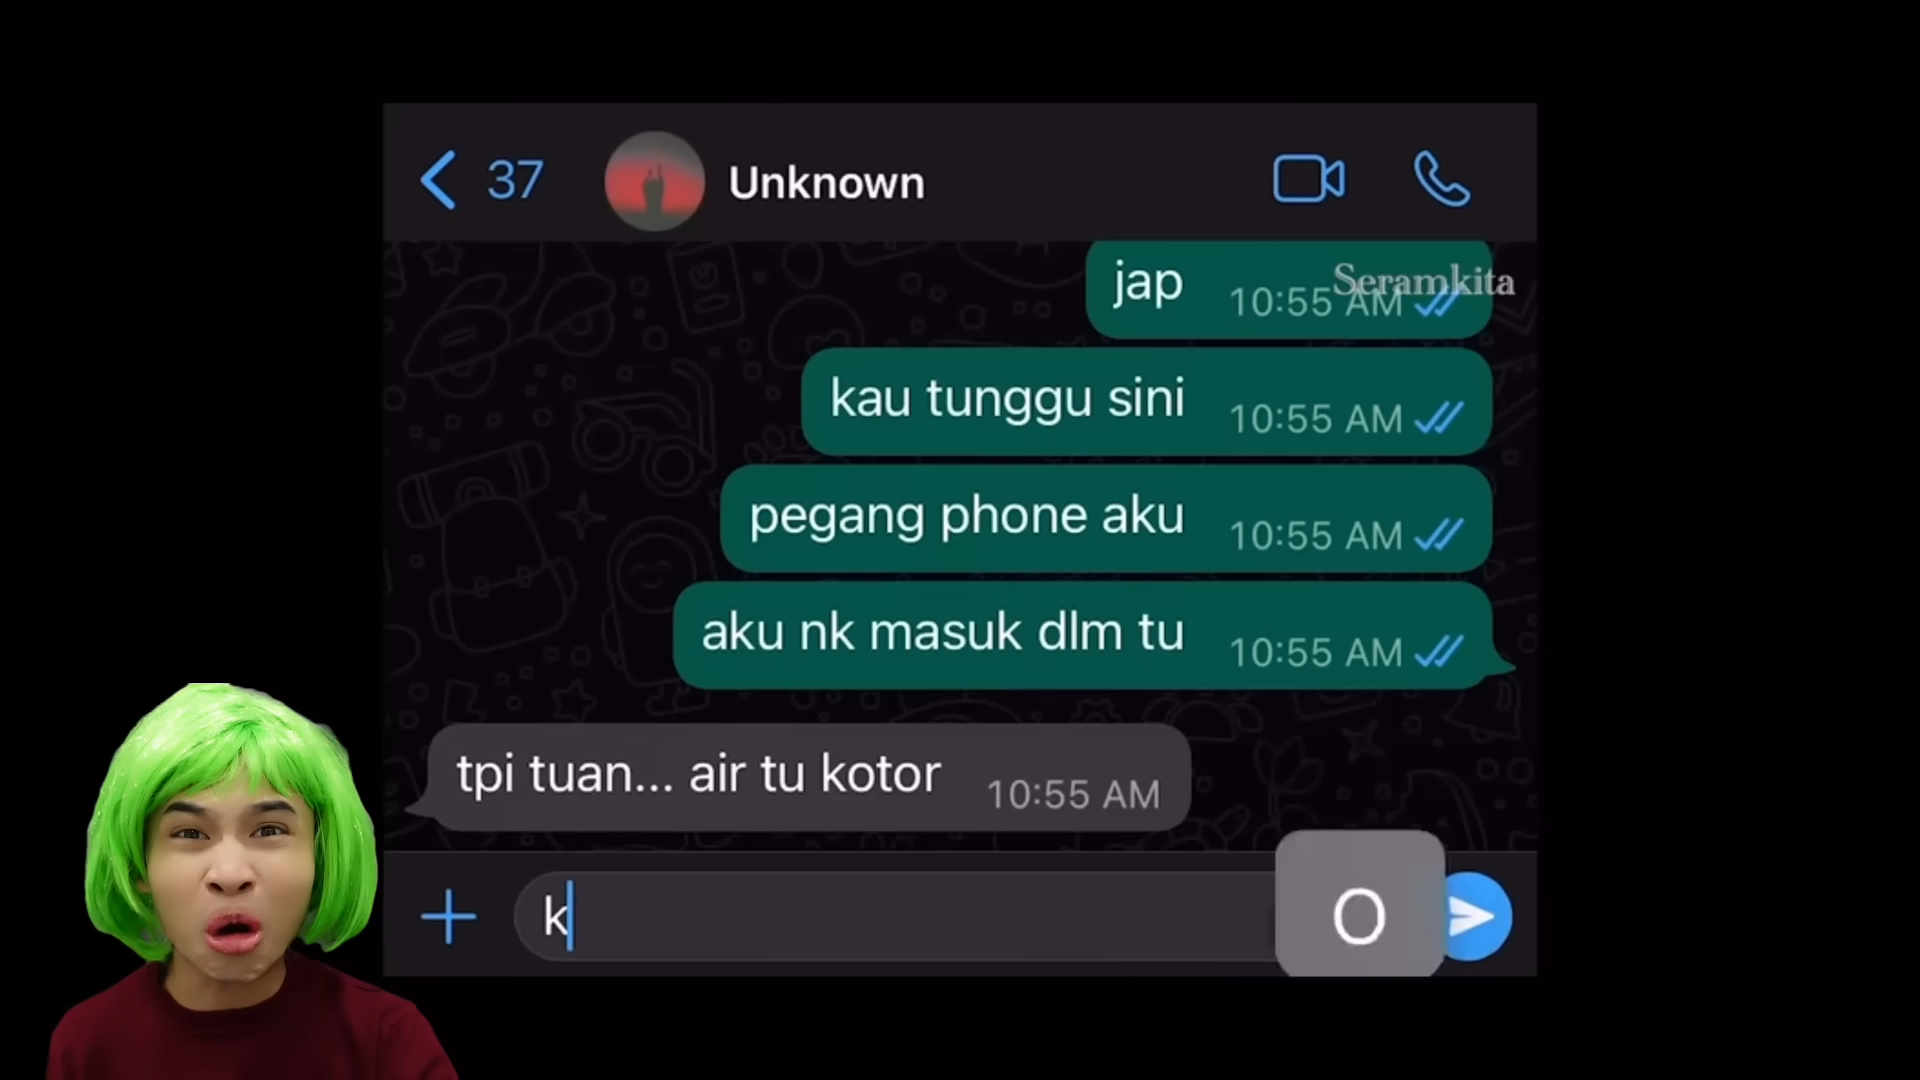 37
Unknown
jap 10:55 AM
Seramkita
kau tunggu sini 10:55 AM
pegang phone aku 10:55 AM
aku nk masuk dlm tu 10:55 AM
tpi tuan... air tu kotor 10:55 AM
k
O